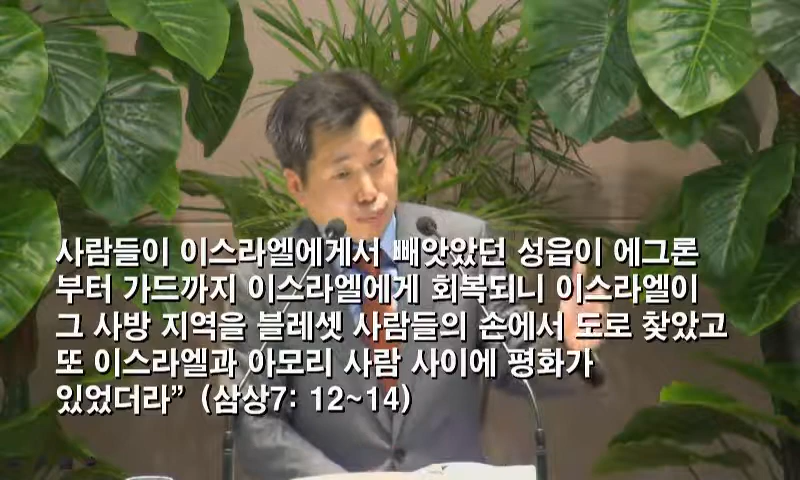 사람들이 이스라엘에게서 빼앗았던 성읍이 에그론
부터 가드까지 이스라엘에게 회복되니 이스라엘이
그 사방 지역을 블레셋 사람들의 손에서 도로 찾았고
또 이스라엘과 아모리 사람 사이에 평화가
있었더라” (삼상7: 12~14)